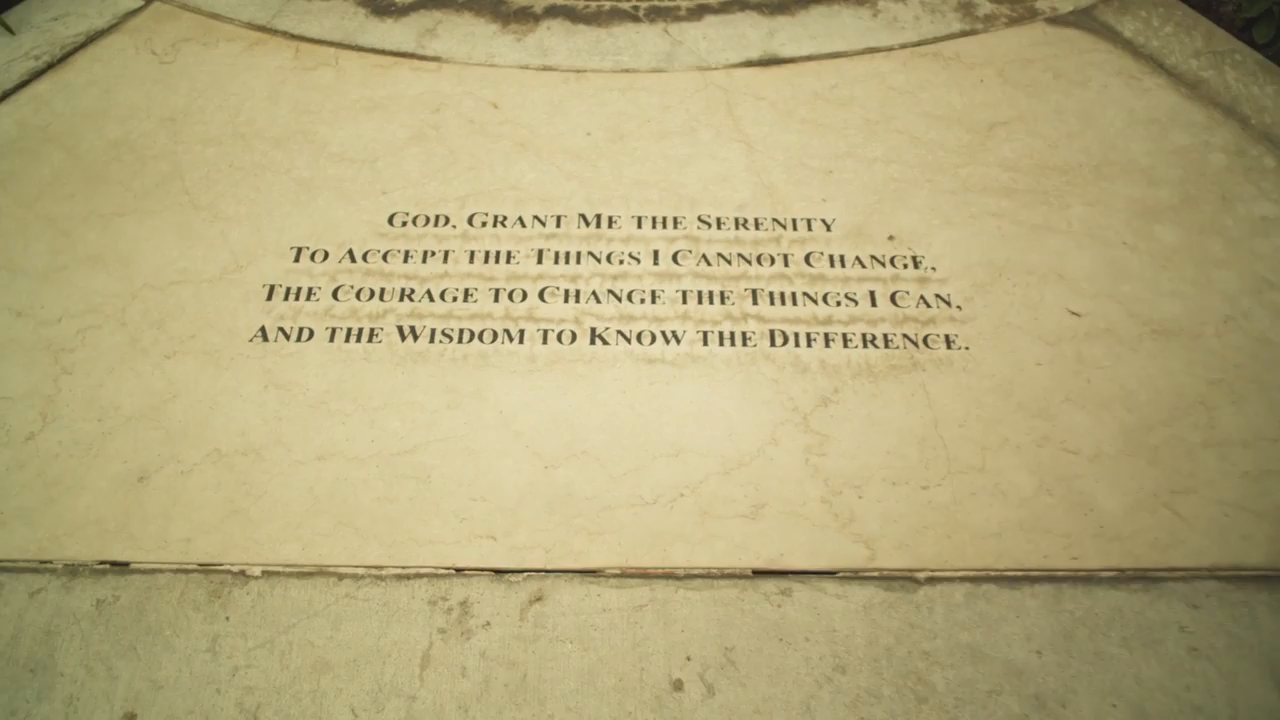 God, Grant Me the Serenity
To Accept the Things I Cannot Change,
The Courage to Change the Things I Can,
And the Wisdom to Know the Difference.